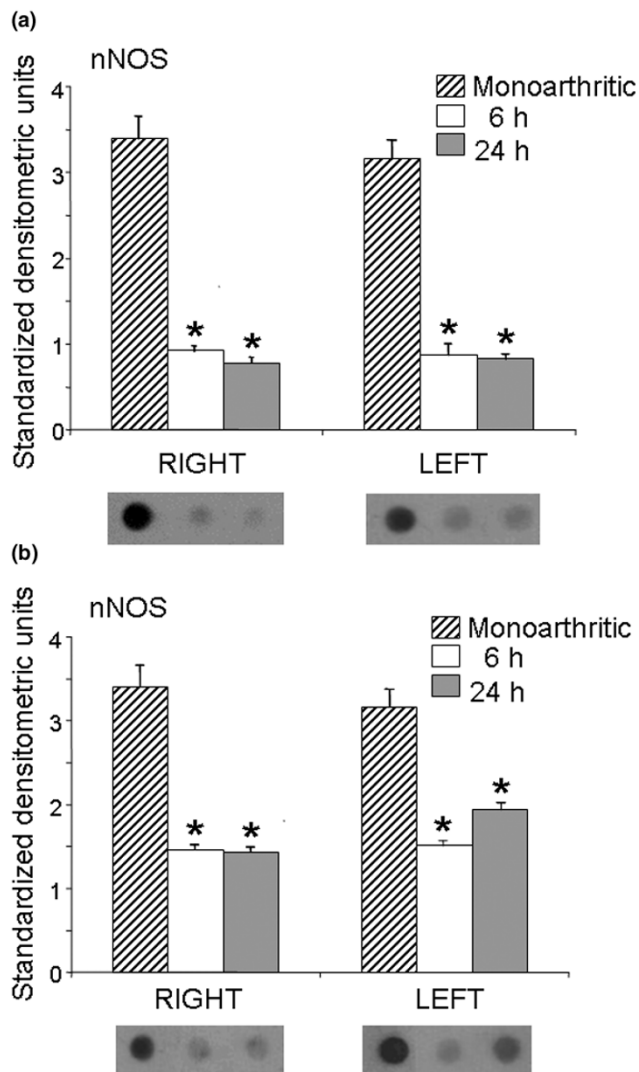 (a)
nNOS
Standardized densitometric units
4
3
2
1
0
Monoarthritic
6 h
24 h
* * * *
RIGHT LEFT
(b)
nNOS
Standardized densitometric units
4
3
2
1
0
Monoarthritic
6 h
24 h
* * * *
RIGHT LEFT